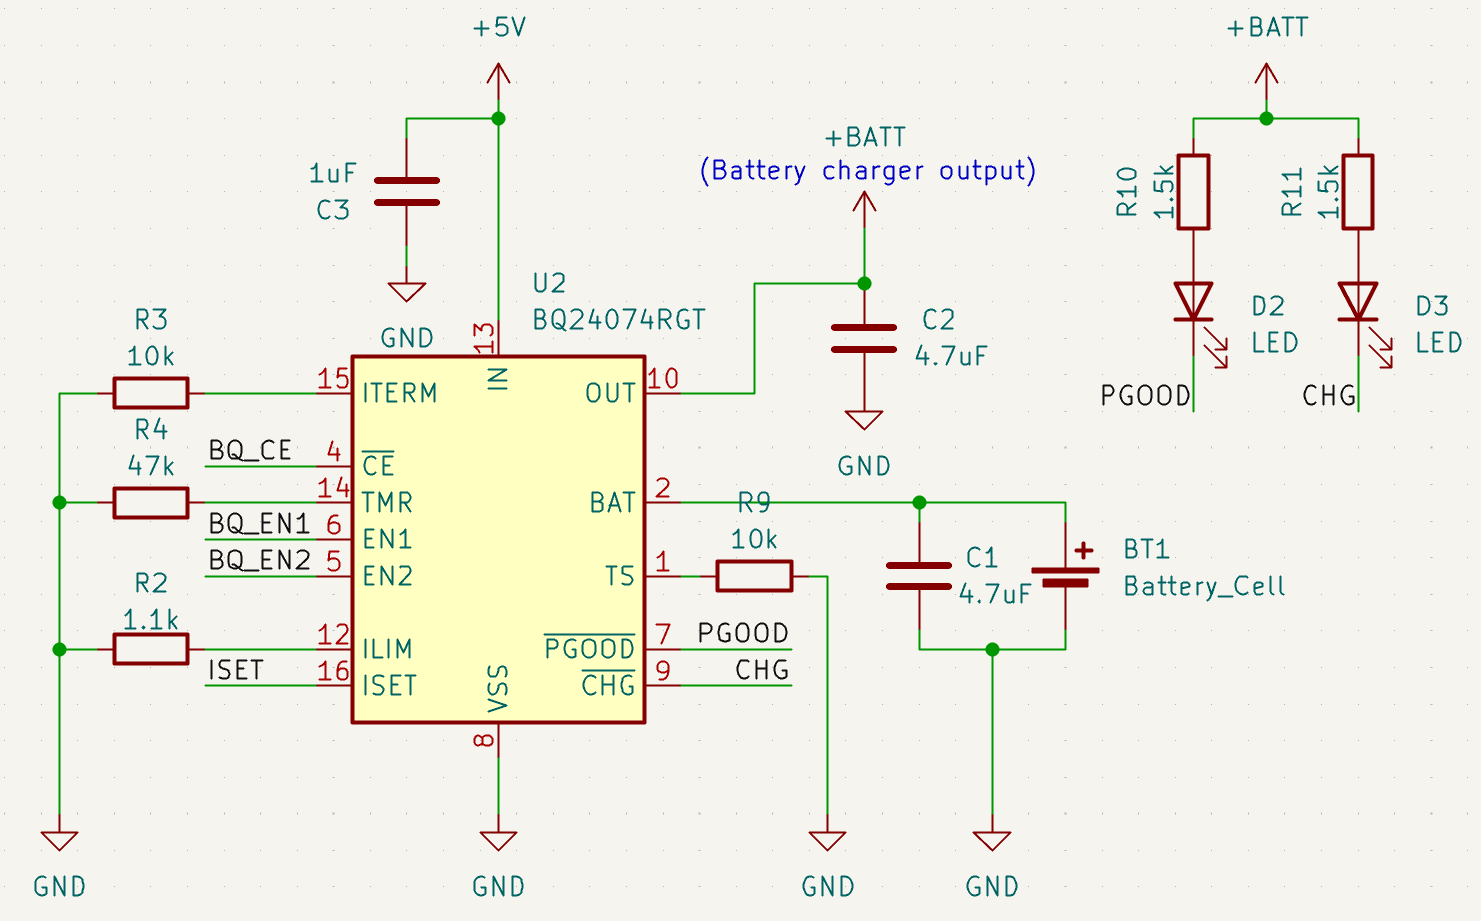 +5V
+BATT
+BATT
(Battery charger output)
1uF
C3
R10
1.5k
R11
1.5k
U2
BQ24074RGT
GND
13
IN
C2
4.7uF
D2
LED
D3
LED
R3
10k
15
ITERM
OUT
10
PGOOD
CHG
R4
47k
BQ_CE
4
CE
GND
14
TMR
BAT
2
R9
10k
BQ_EN1
6
EN1
BQ_EN2
5
EN2
TS
1
C1
4.7uF
+
BT1
Battery_Cell
R2
1.1k
12
ILIM
PGOOD
7
PGOOD
ISET
16
ISET
VSS
CHG
9
CHG
8
GND
GND
GND
GND